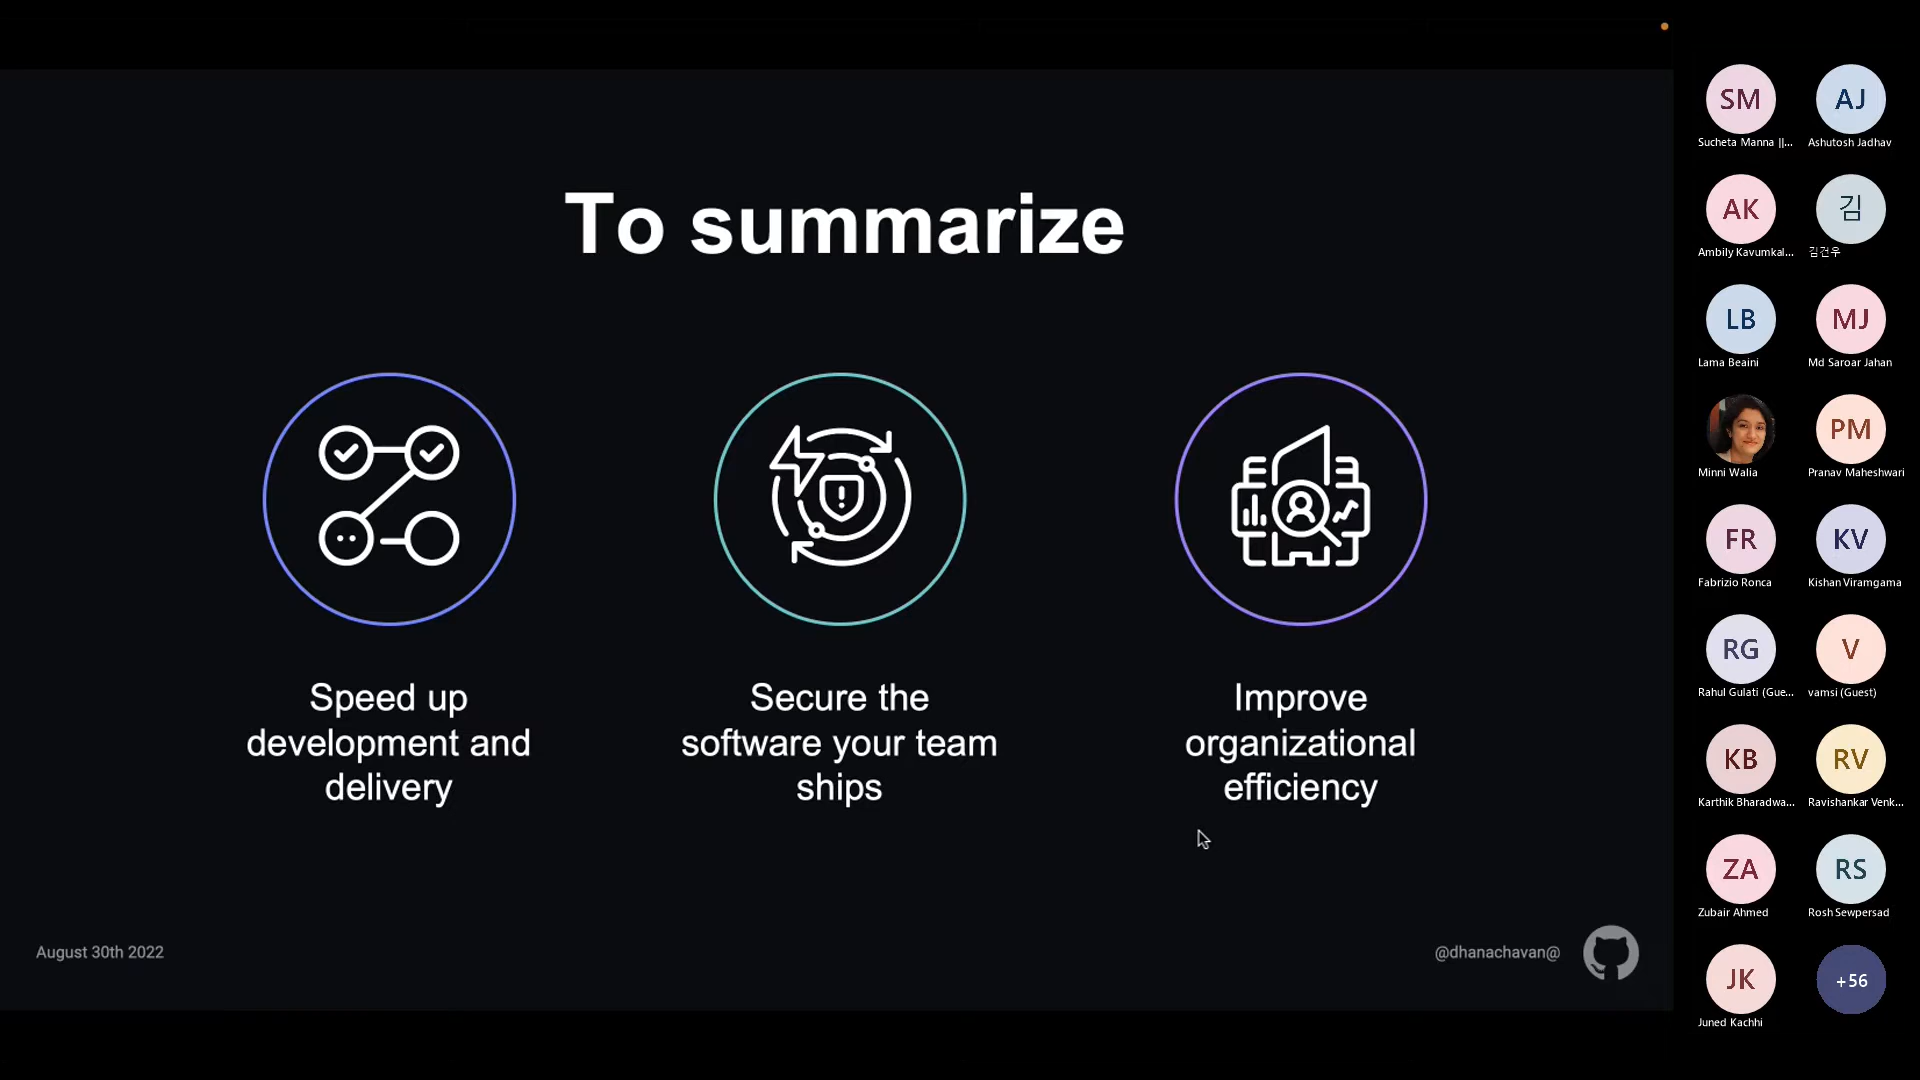 To summarize
Speed up
development and
delivery
Secure the
software your team
ships
Improve
organizational
efficiency
August 30th 2022
@dhanachavan@
SM
Sucheta Manna ||...
AJ
Ashutosh Jadhav
AK
Ambily Kavumkal...
김
김건우
LB
Lama Beaini
MJ
Md Saroar Jahan
Minni Walia
PM
Pranav Maheshwari
FR
Fabrizio Ronca
KV
Kishan Viramgama
RG
Rahul Gulati (Gue...
V
vamsi (Guest)
KB
Karthik Bharadwa...
RV
Ravishankar Venk...
ZA
Zubair Ahmed
RS
Rosh Sewpersad
JK
Juned Kachhi
+56